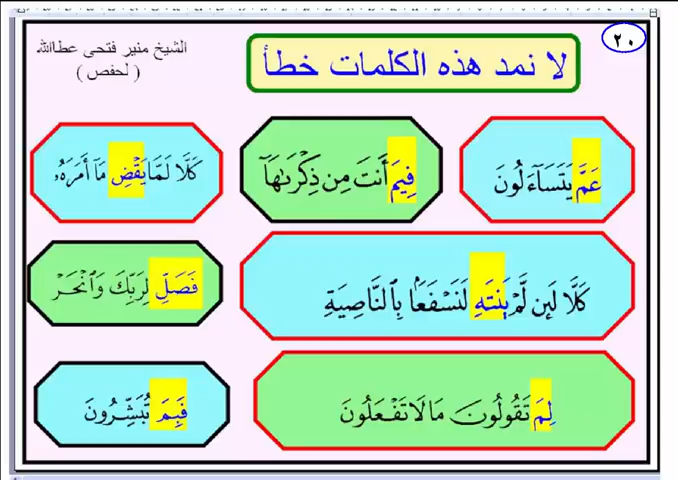 ٢٠
لا نمد هذه الكلمات خطأ
الشيخ منير فتحى عطاالله
( لحفص )
عَمَّ يَتَسَآءَلُونَ
فِيمَ أَنتَ مِن ذِكْرَىٰهَآ
كَلَّا لَمَّا يَقْضِ مَآ أَمَرَهُۥ
كَلَّا لَئِن لَّمْ يَنتَهِ لَنَسْفَعًۢا بِٱلنَّاصِيَةِ
فَصَلِّ لِرَبِّكَ وَٱنْحَرْ
لِمَ تَقُولُونَ مَا لَا تَفْعَلُونَ
فَبِمَ تُبَشِّرُونَ